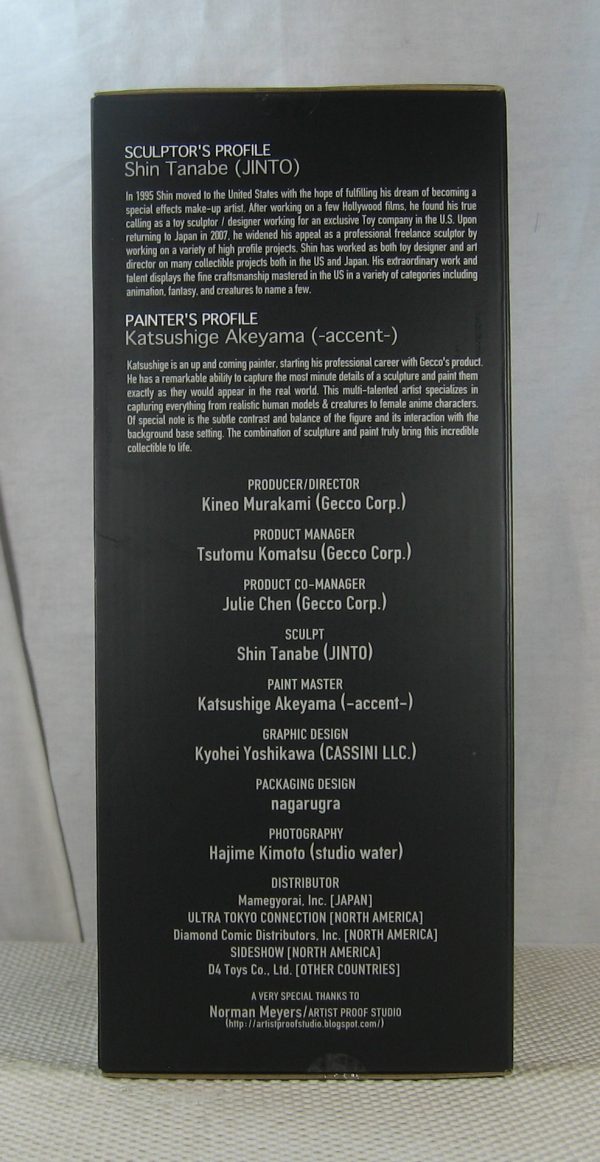 SCULPTOR'S PROFILE
Shin Tanabe (JINTO)
In 1995 Shin moved to the United States with the hope of fulfilling his dream of becoming a
special effects make-up artist. After working on a few Hollywood films, he found his true
calling as a toy sculptor / designer working for an exclusive Toy company in the U.S. Upon
returning to Japan in 2007, he widened his appeal as a professional freelance sculptor by
working on a variety of high profile projects. Shin has worked as both toy designer and art
director on many collectible projects both in the US and Japan. His extraordinary work and
talent displays the fine craftsmanship mastered in the US in a variety of categories including
animation, fantasy, and creatures to name a few.
PAINTER'S PROFILE
Katsushige Akeyama (-accent-)
Katsushige is an up and coming painter, starting his professional career with Gecco's product.
He has a remarkable ability to capture the most minute details of a sculpture and paint them
exactly as they would appear in the real world. This multi-talented artist specializes in
capturing everything from realistic human models & creatures to female anime characters.
Of special note is the subtle contrast and balance of the figure and its interaction with the
background base setting. The combination of sculpture and paint truly bring this incredible
collectible to life.
PRODUCER/DIRECTOR
Kineo Murakami (Gecco Corp.)
PRODUCT MANAGER
Tsutomu Komatsu (Gecco Corp.)
PRODUCT CO-MANAGER
Julie Chen (Gecco Corp.)
SCULPT
Shin Tanabe (JINTO)
PAINT MASTER
Katsushige Akeyama (-accent-)
GRAPHIC DESIGN
Kyohei Yoshikawa (CASSINI LLC.)
PACKAGING DESIGN
nagarugra
PHOTOGRAPHY
Hajime Kimoto (studio water)
DISTRIBUTOR
Mamegyorai, Inc. [JAPAN]
ULTRA TOKYO CONNECTION [NORTH AMERICA]
Diamond Comic Distributors, Inc. [NORTH AMERICA]
SIDESHOW [NORTH AMERICA]
D4 Toys Co., Ltd. [OTHER COUNTRIES]
A VERY SPECIAL THANKS TO
Norman Meyers/ARTIST PROOF STUDIO
(http://artistproofstudio.blogspot.com/)